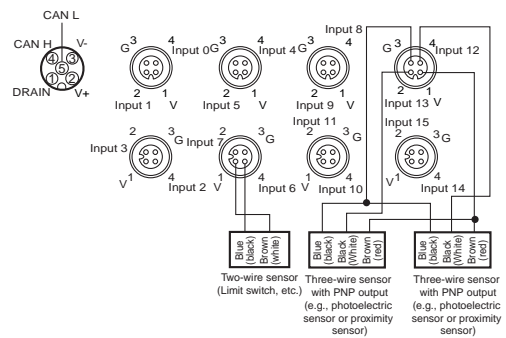 CAN L
CAN H
V-
4 3
5
1 2
DRAIN
V+
3 4
G Input 0
2 1
Input 1 V
3 4
G Input 4
2 1
Input 5 V
Input 8
3 4
G
2 1
Input 9 V
3 4
G Input 12
2 1
Input 13 V
2 3
Input 3 G
1 4
V Input 2
2 3
Input 7 G
1 4
V Input 6
Input 11
2 3
G
1 4
V Input 10
Input 15
2 3
G
1 4
V Input 14
Blue
(black)
Brown
(white)
Blue
(black)
Black
(White)
Brown
(red)
Blue
(black)
Black
(White)
Brown
(red)
Two-wire sensor
(Limit switch, etc.)
Three-wire sensor
with PNP output
(e.g., photoelectric
sensor or proximity
sensor)
Three-wire sensor
with PNP output
(e.g., photoelectric
sensor or proximity
sensor)